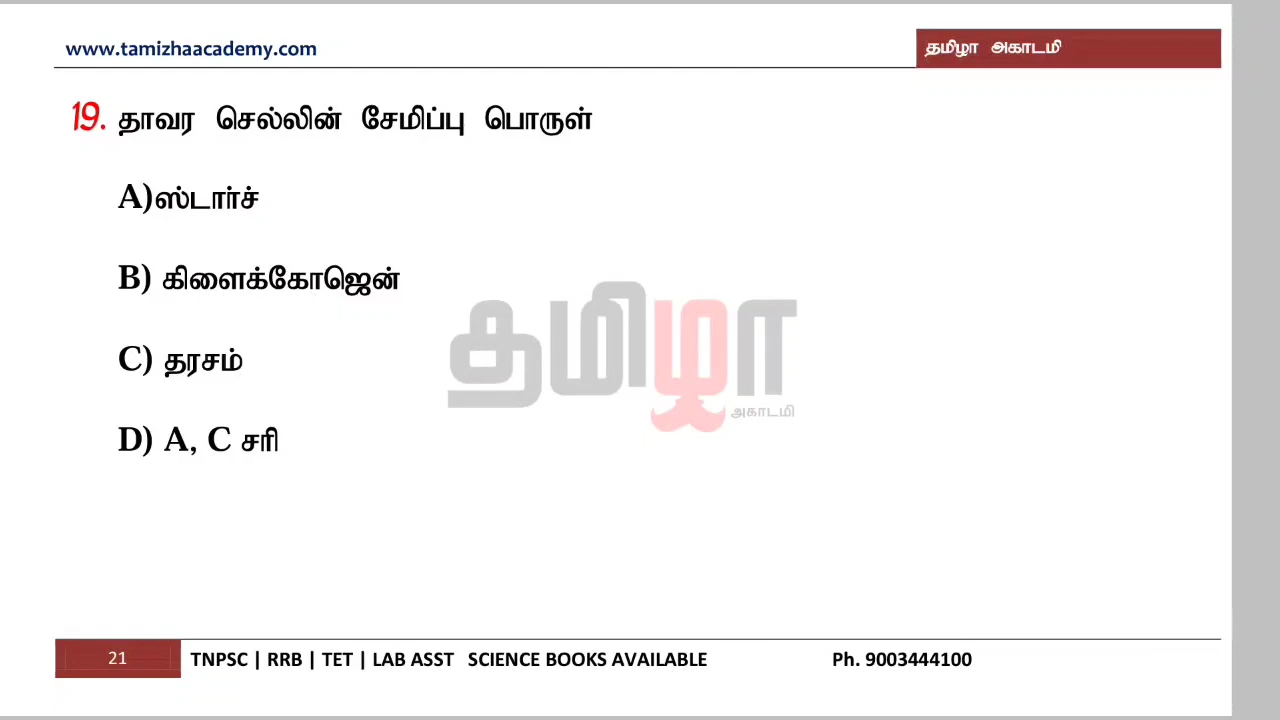 www.tamizhaacademy.com
தமிழா அகாடமி
19. தாவர செல்லின் சேமிப்பு பொருள்
A)ஸ்டார்ச்
B) கிளைக்கோஜென்
C) தரசம்
D) A, C சரி
தமிழா
அகாடமி
21 TNPSC | RRB | TET | LAB ASST SCIENCE BOOKS AVAILABLE Ph. 9003444100